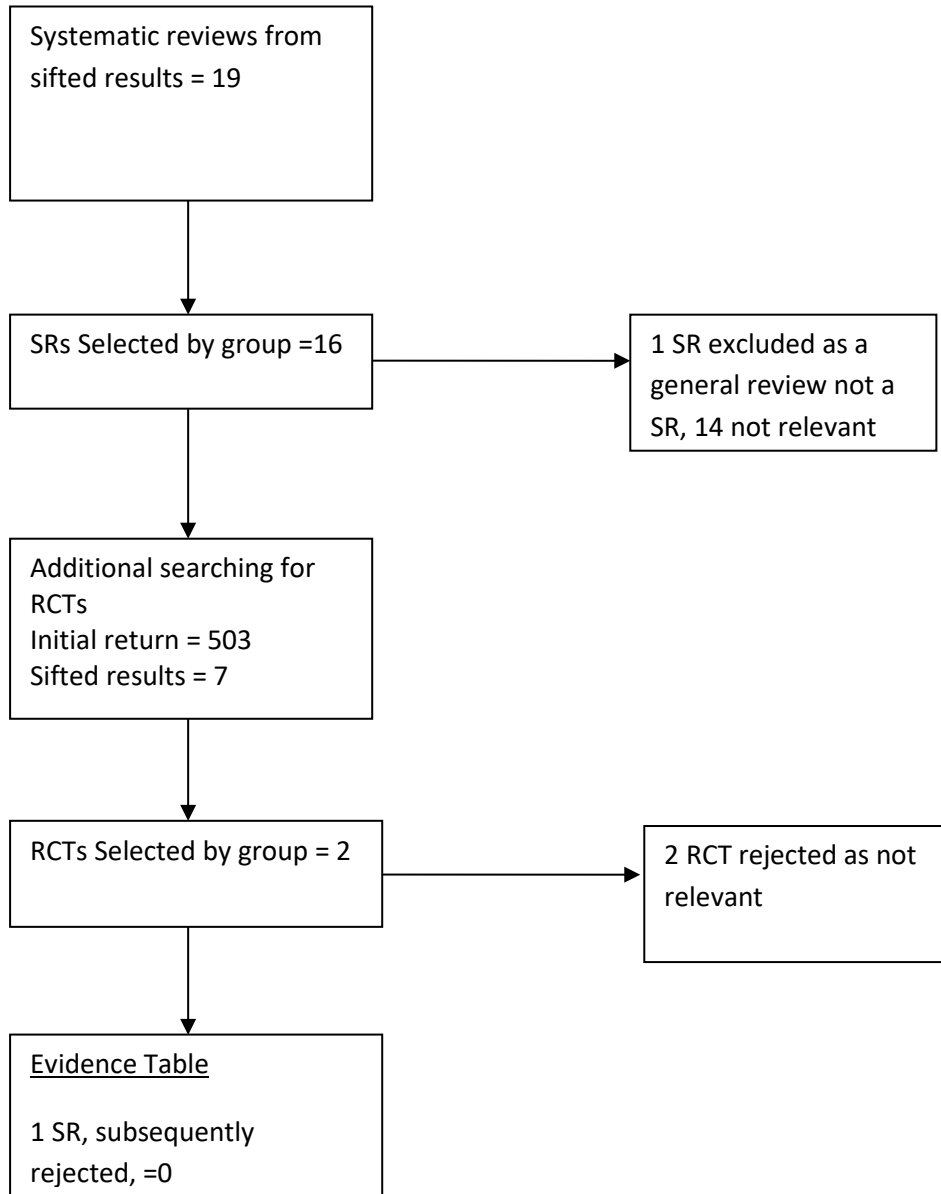 Systematic reviews from
sifted results = 19
SRs Selected by group =16
1 SR excluded as a
general review not a
SR, 14 not relevant
Additional searching for
RCTs
Initial return = 503
Sifted results = 7
RCTs Selected by group = 2
2 RCT rejected as not
relevant
Evidence Table
1 SR, subsequently
rejected, =0